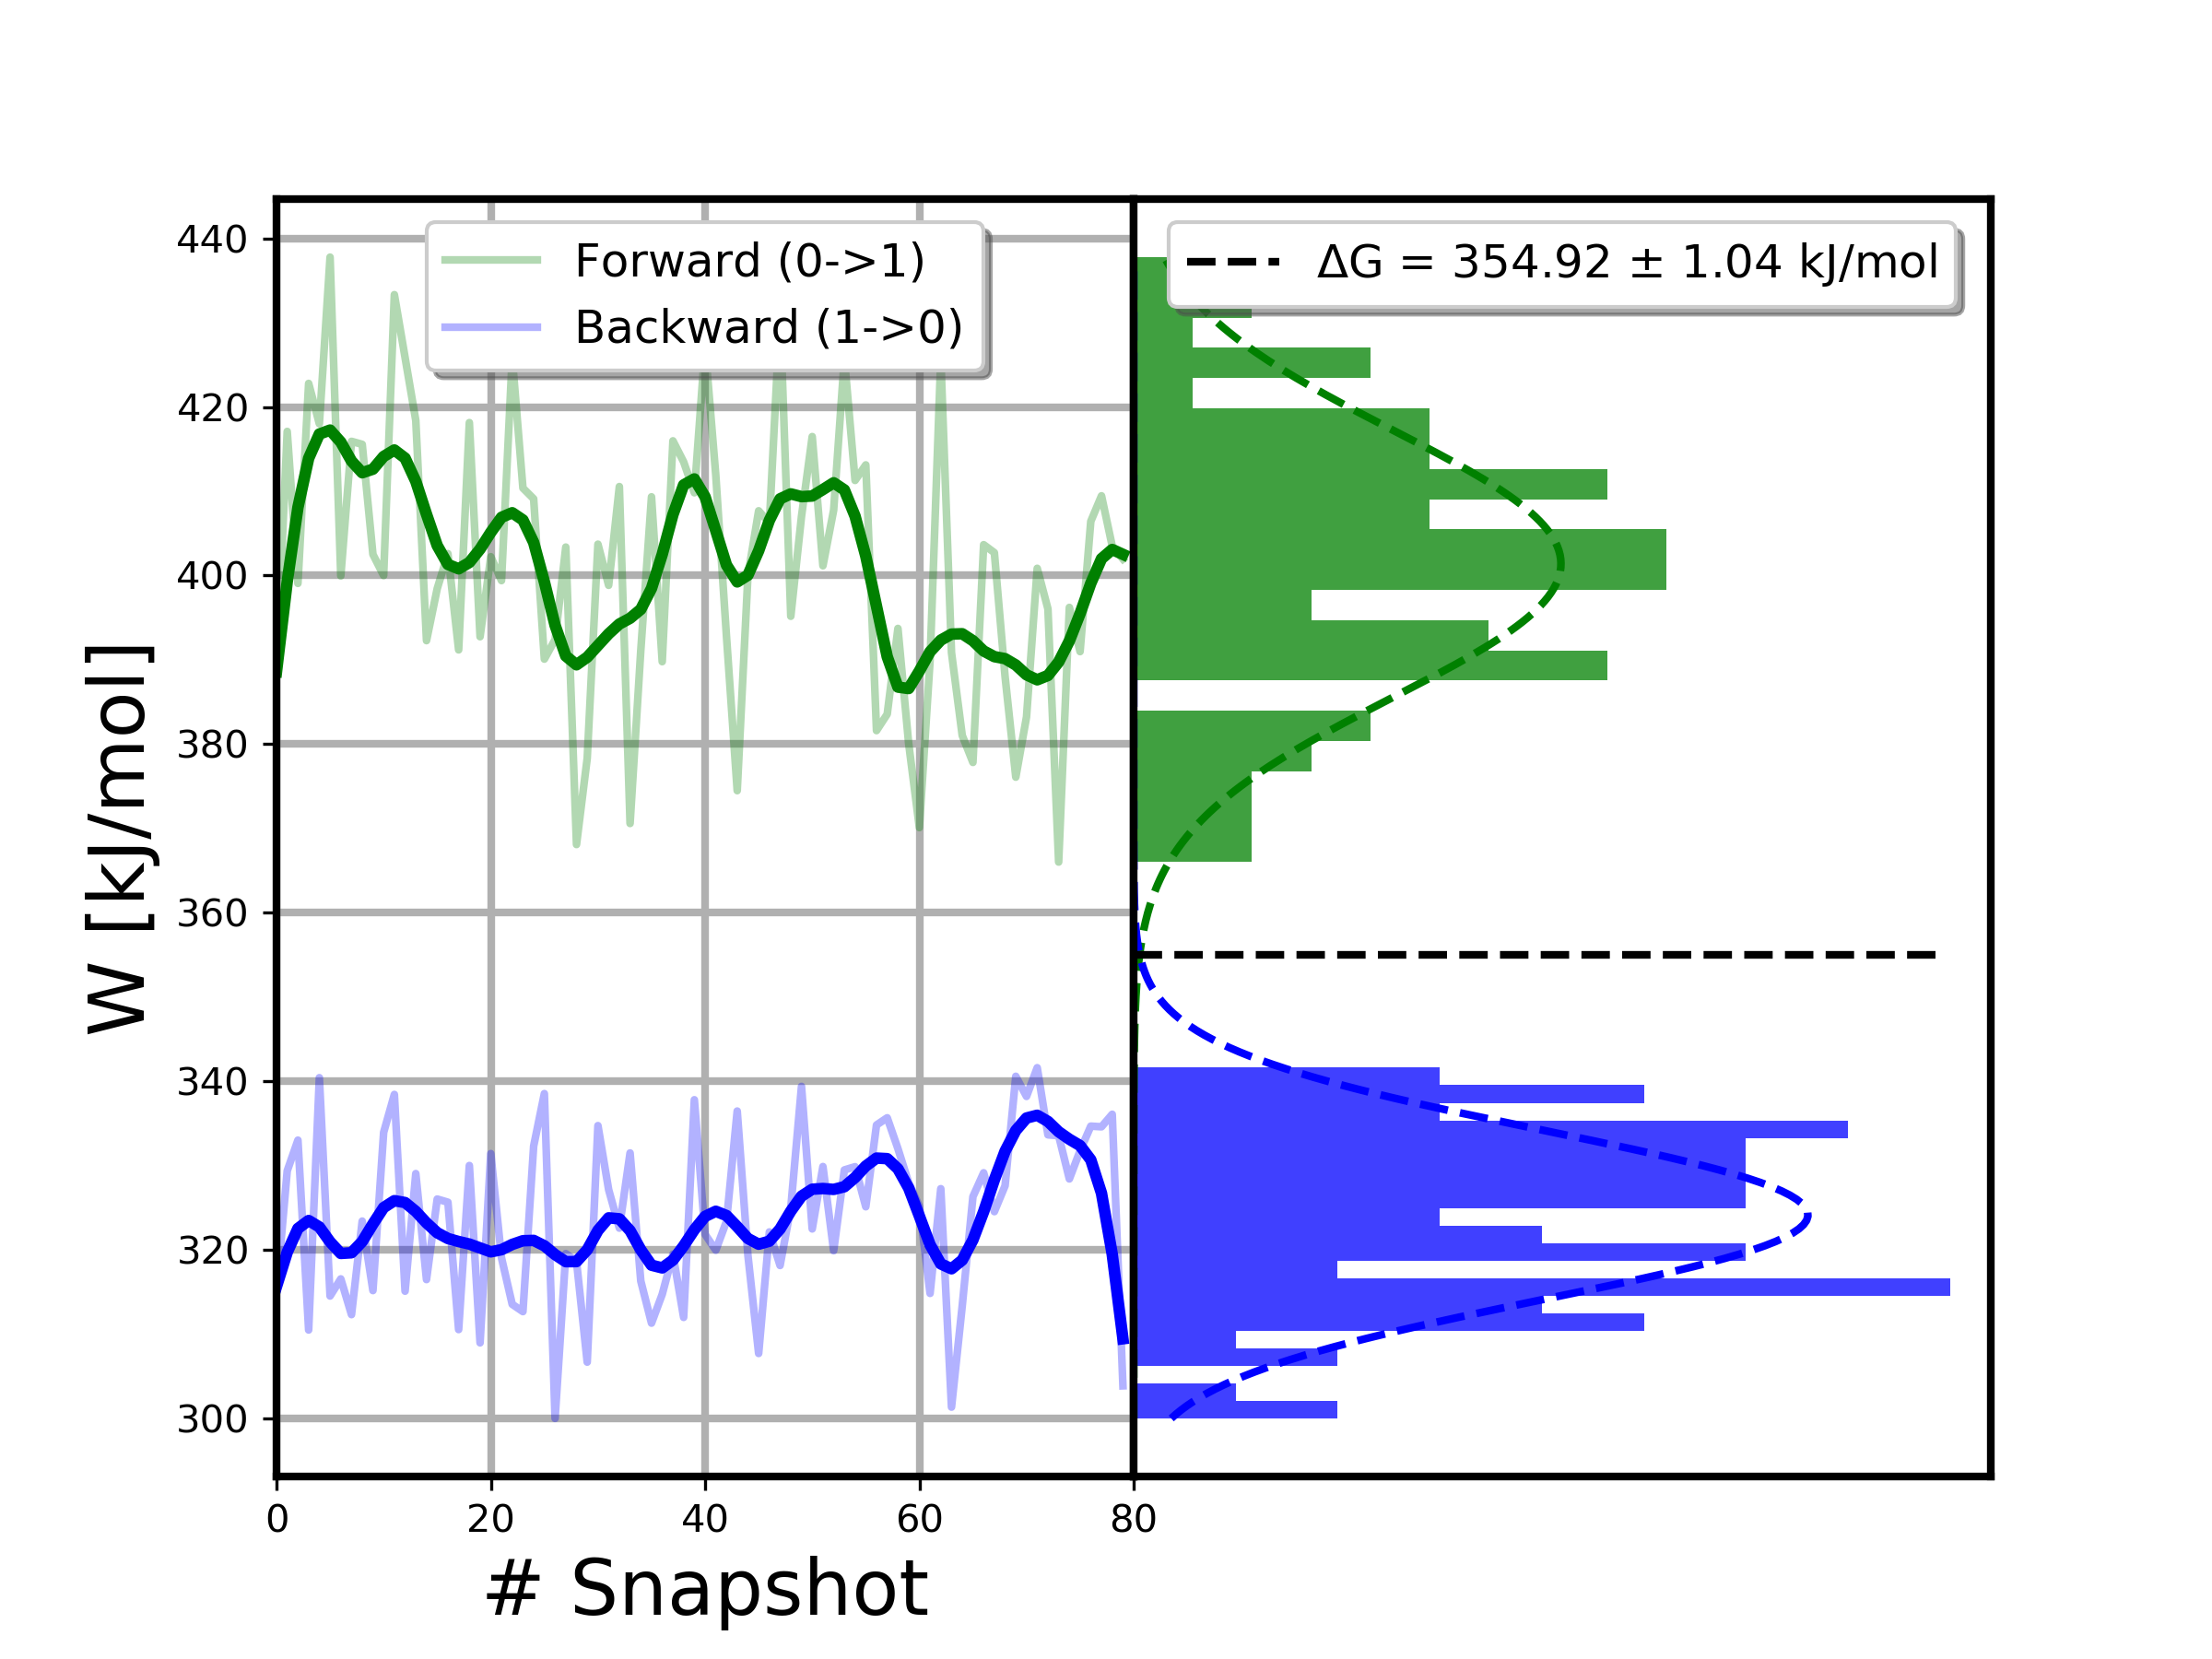 Forward (0->1)
Backward (1->0)
ΔG = 354.92 ± 1.04 kJ/mol
W [kJ/mol]
440
420
400
380
360
340
320
300
0 20 40 60 80
# Snapshot